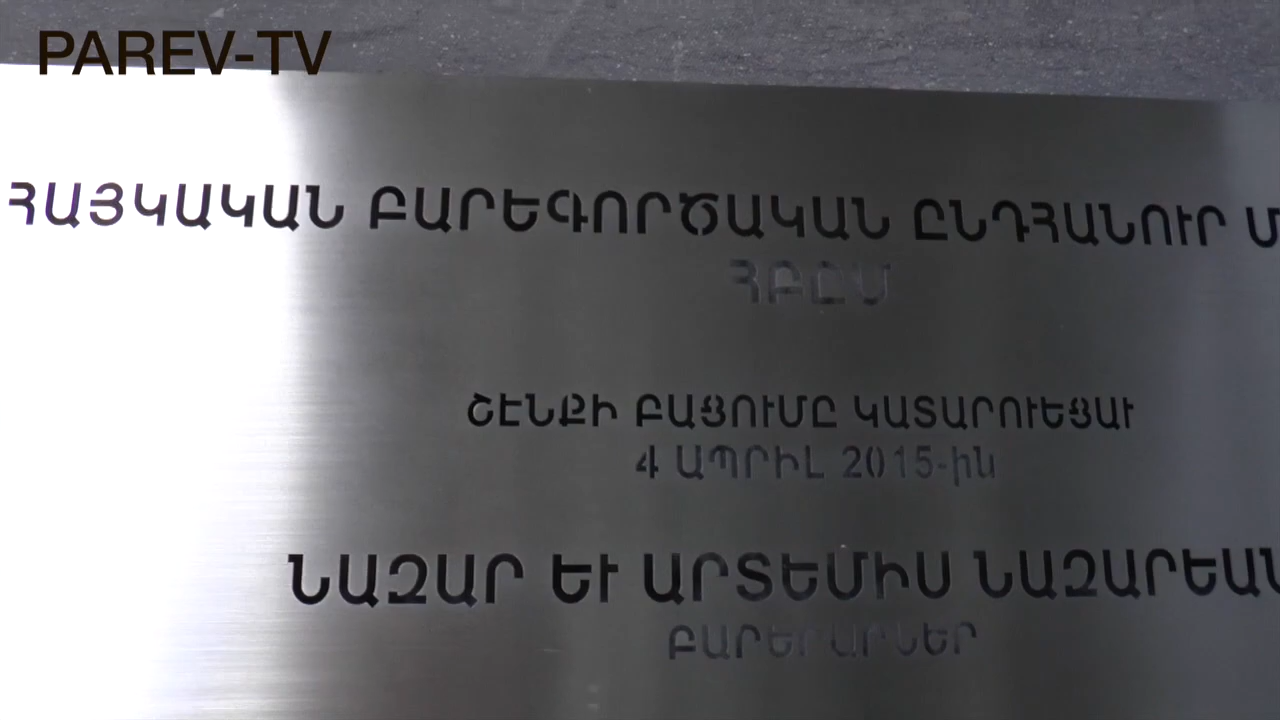 PAREV-TV
ՀԱՅԿԱԿԱՆ ԲԱՐԵԳՈՐԾԱԿԱՆ ԸՆԴՀԱՆՈՒՐ Մ
ՀԲԸՄ
ՇԷՆՔԻ ԲԱՑՈՒՄԸ ԿԱՏԱՐՈՒԵՑԱՒ
4 ԱՊՐԻԼ 2015-ին
ՆԱԶԱՐ ԵՒ ԱՐՏԵՄԻՍ ՆԱԶԱՐԵԱՆ
ԲԱՐԵՐԱՐՆԵՐ